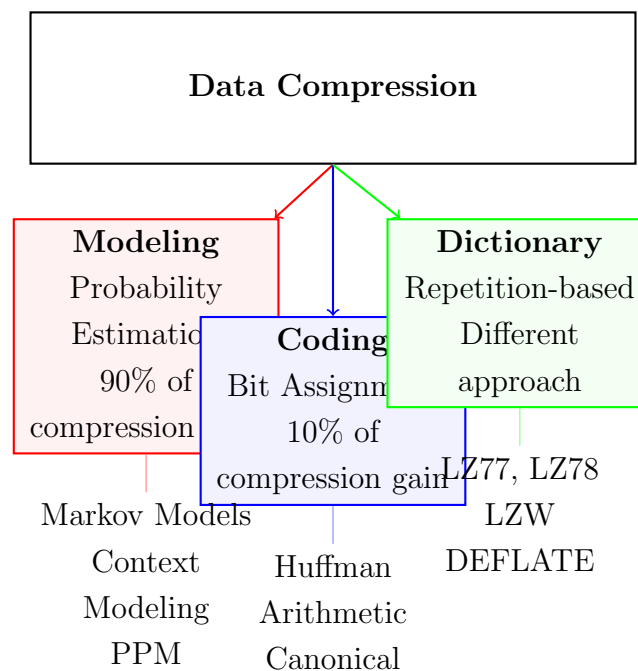 Data Compression
Modeling
Probability
Estimation
90% of
compression
Markov Models
Context
Modeling
PPM
Coding
Bit Assignm
10% of
compression gain
Huffman
Arithmetic
Canonical
Dictionary
Repetition-based
Different
approach
LZ77, LZ78
LZW
DEFLATE